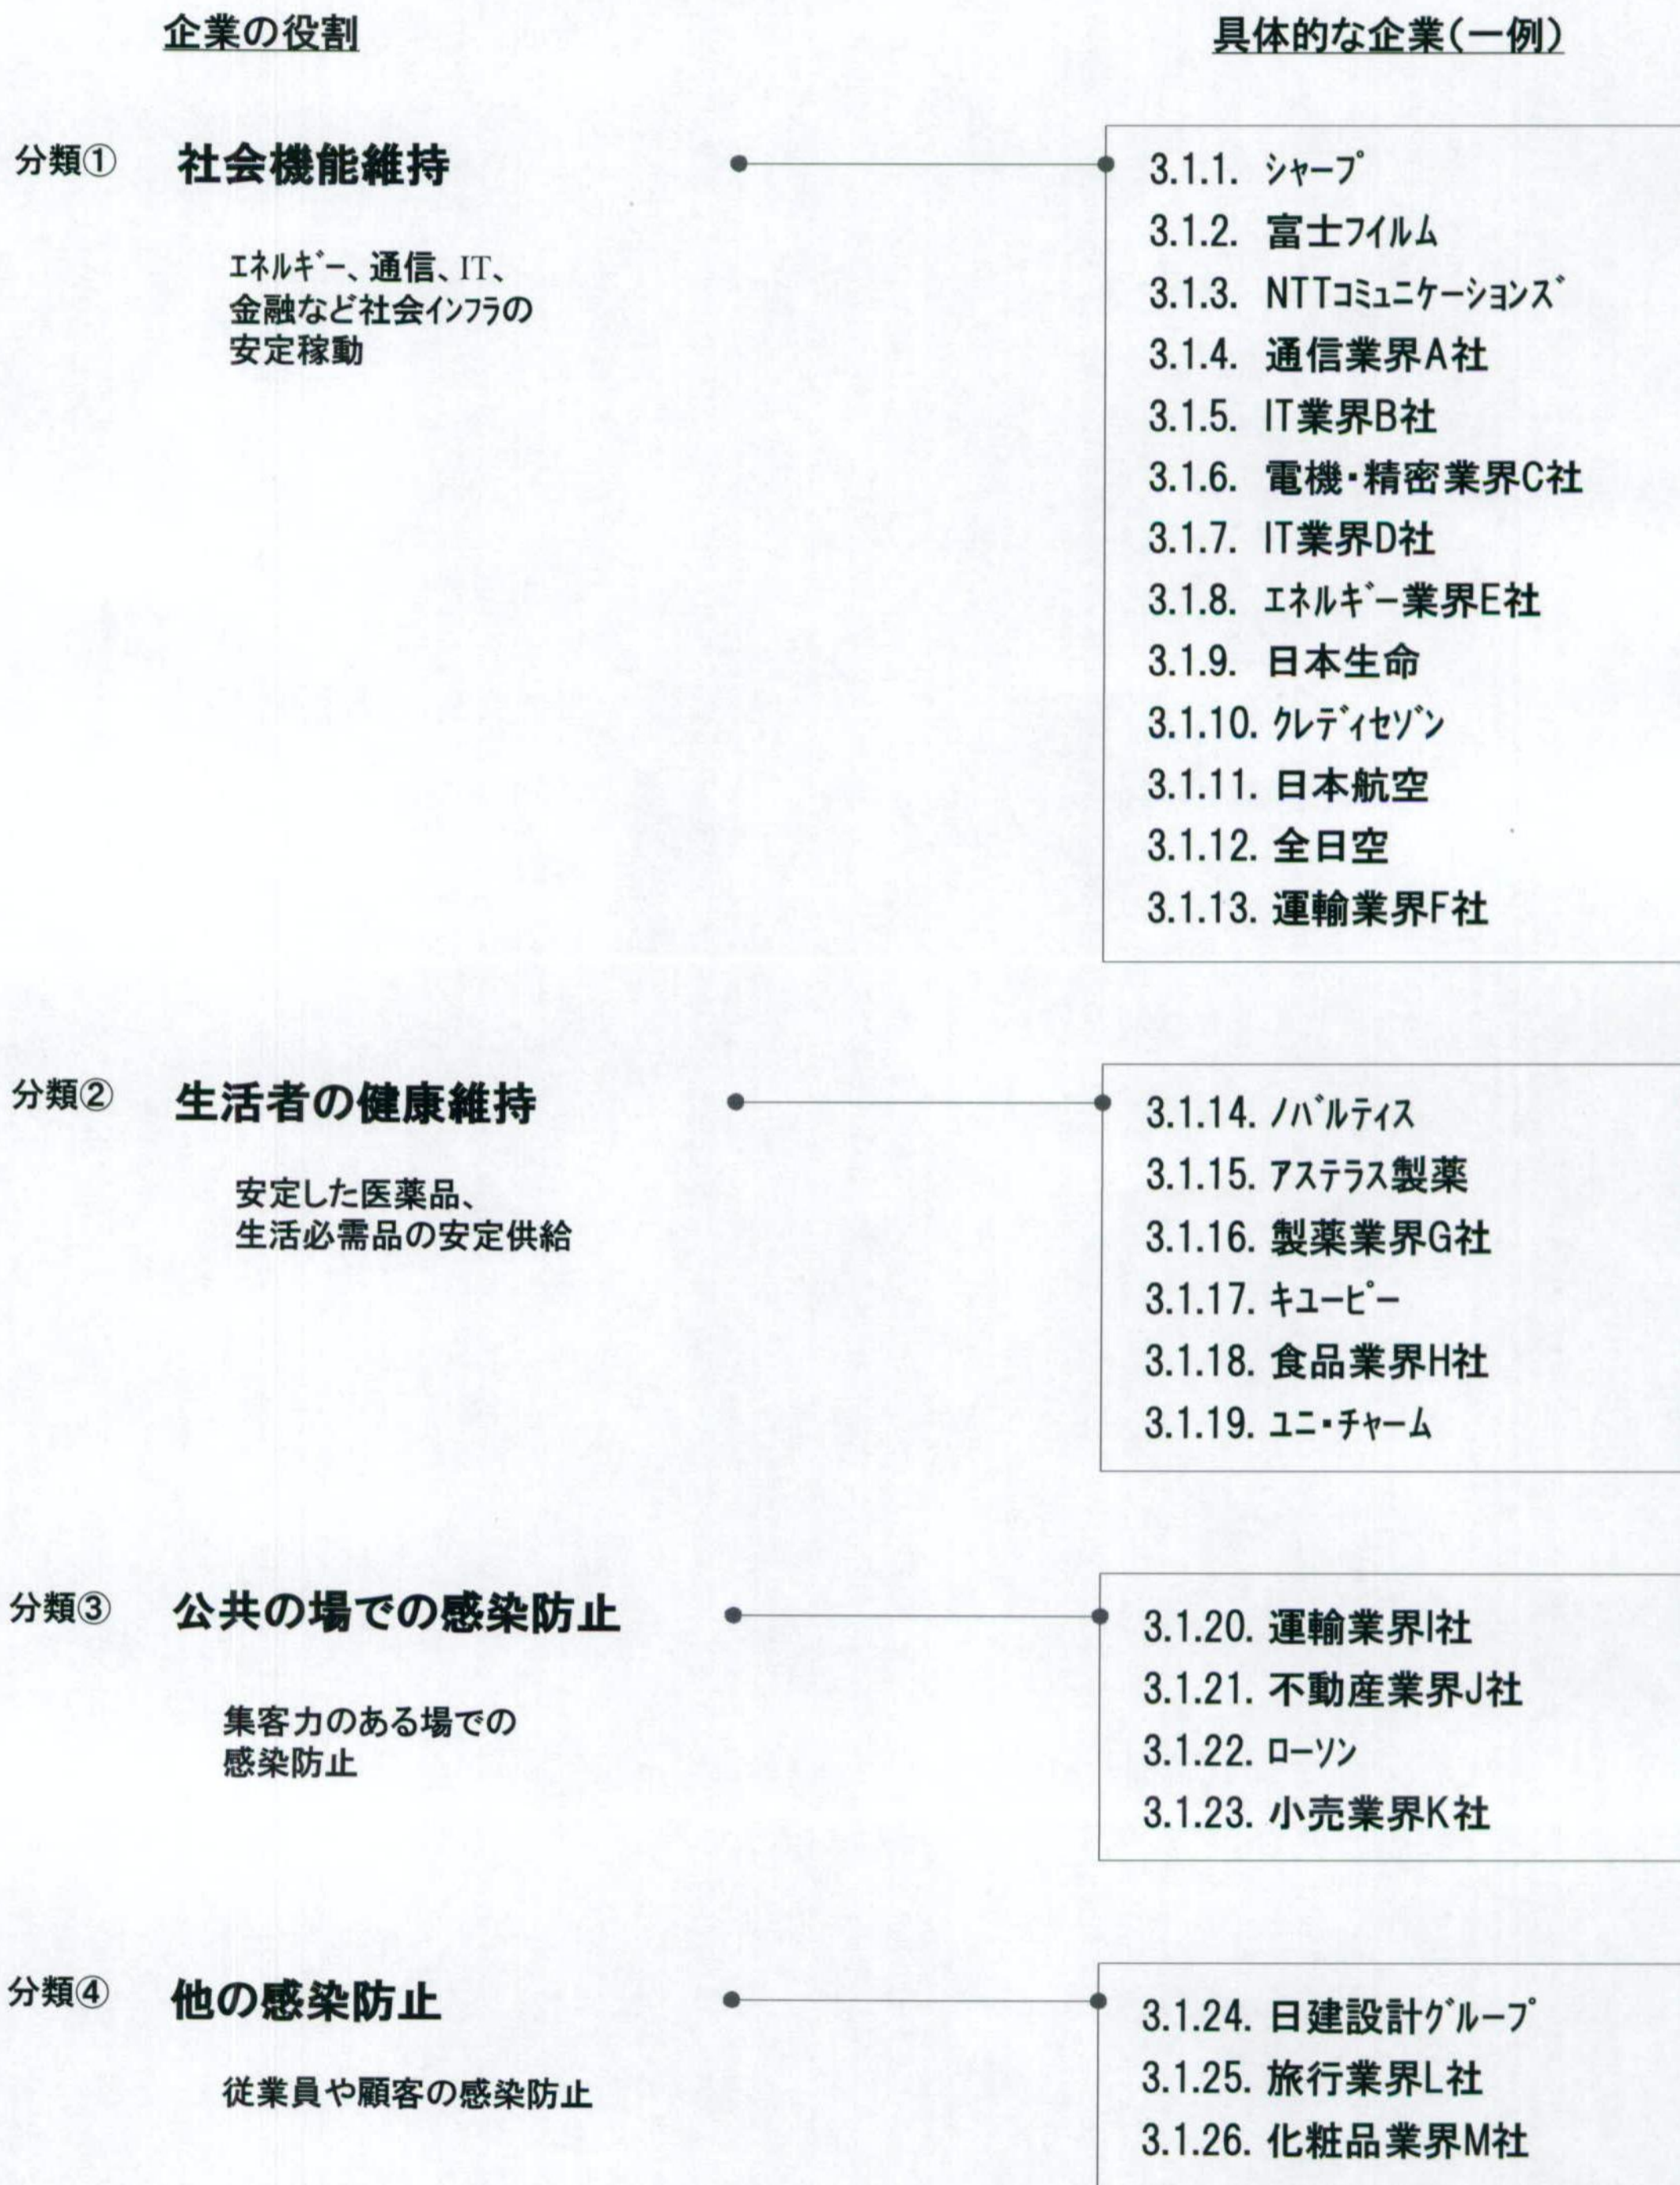 企業の役割
具体的な企業(一例)
分類① 社会機能維持
エネルギー、通信、IT、
金融など社会インフラの
安定稼動
3.1.1. シャープ
3.1.2. 富士フイルム
3.1.3. NTTコミュニケーションズ
3.1.4. 通信業界A社
3.1.5. IT業界B社
3.1.6. 電機・精密業界C社
3.1.7. IT業界D社
3.1.8. エネルギー業界E社
3.1.9. 日本生命
3.1.10. クレディセゾン
3.1.11. 日本航空
3.1.12. 全日空
3.1.13. 運輸業界F社
分類② 生活者の健康維持
安定した医薬品、
生活必需品の安定供給
3.1.14. ノバルティス
3.1.15. アステラス製薬
3.1.16. 製薬業界G社
3.1.17. キユーピー
3.1.18. 食品業界H社
3.1.19. ユニ・チャーム
分類③ 公共の場での感染防止
集客力のある場での
感染防止
3.1.20. 運輸業界I社
3.1.21. 不動産業界J社
3.1.22. ローソン
3.1.23. 小売業界K社
分類④ 他の感染防止
従業員や顧客の感染防止
3.1.24. 日建設計グループ
3.1.25. 旅行業界L社
3.1.26. 化粧品業界M社